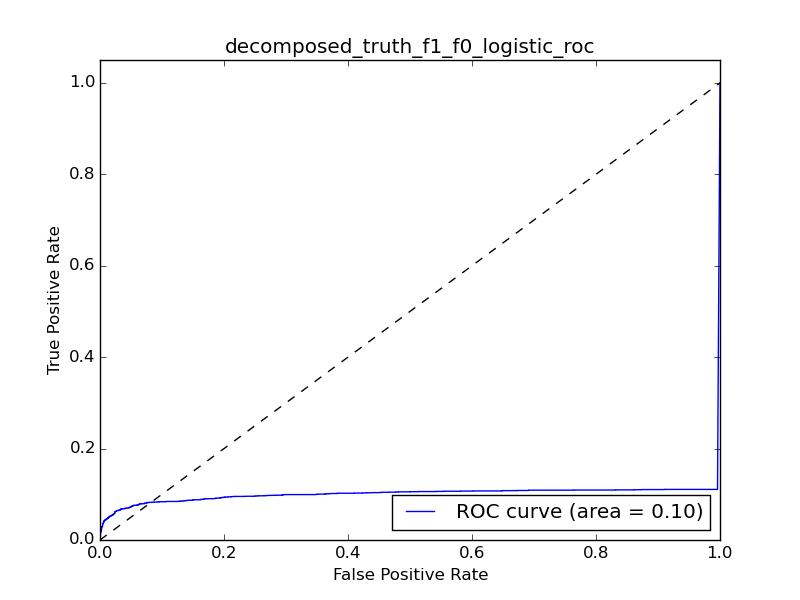 decomposed_truth_f1_f0_logistic_roc
1.0
0.8
0.6
0.4
0.2
0.0
True Positive Rate
ROC curve (area = 0.10)
0.0 0.2 0.4 0.6 0.8 1.0
False Positive Rate